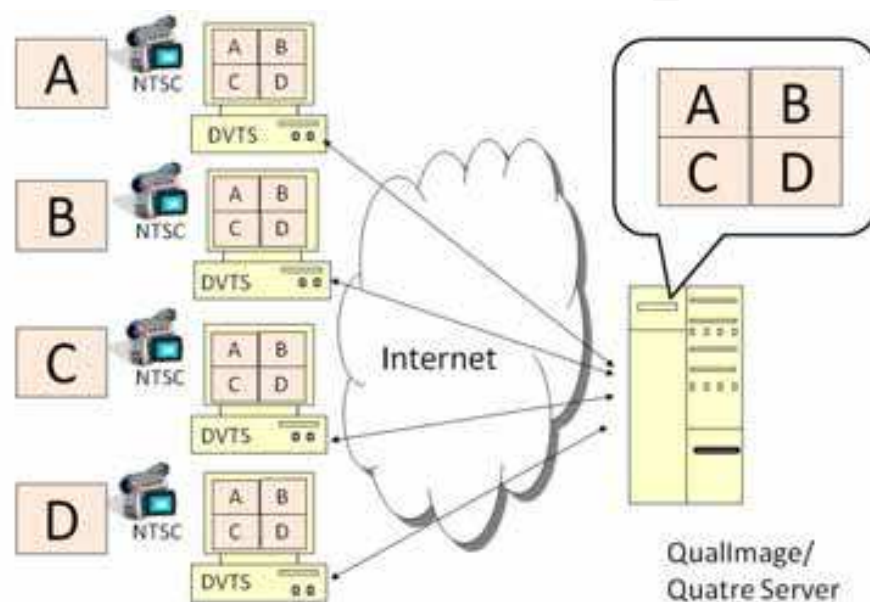 A
NTSC
A B
C D
DVTS
B
NTSC
A B
C D
DVTS
C
NTSC
A B
C D
DVTS
D
NTSC
A B
C D
DVTS
Internet
A B
C D
QualImage/
Quatre Server